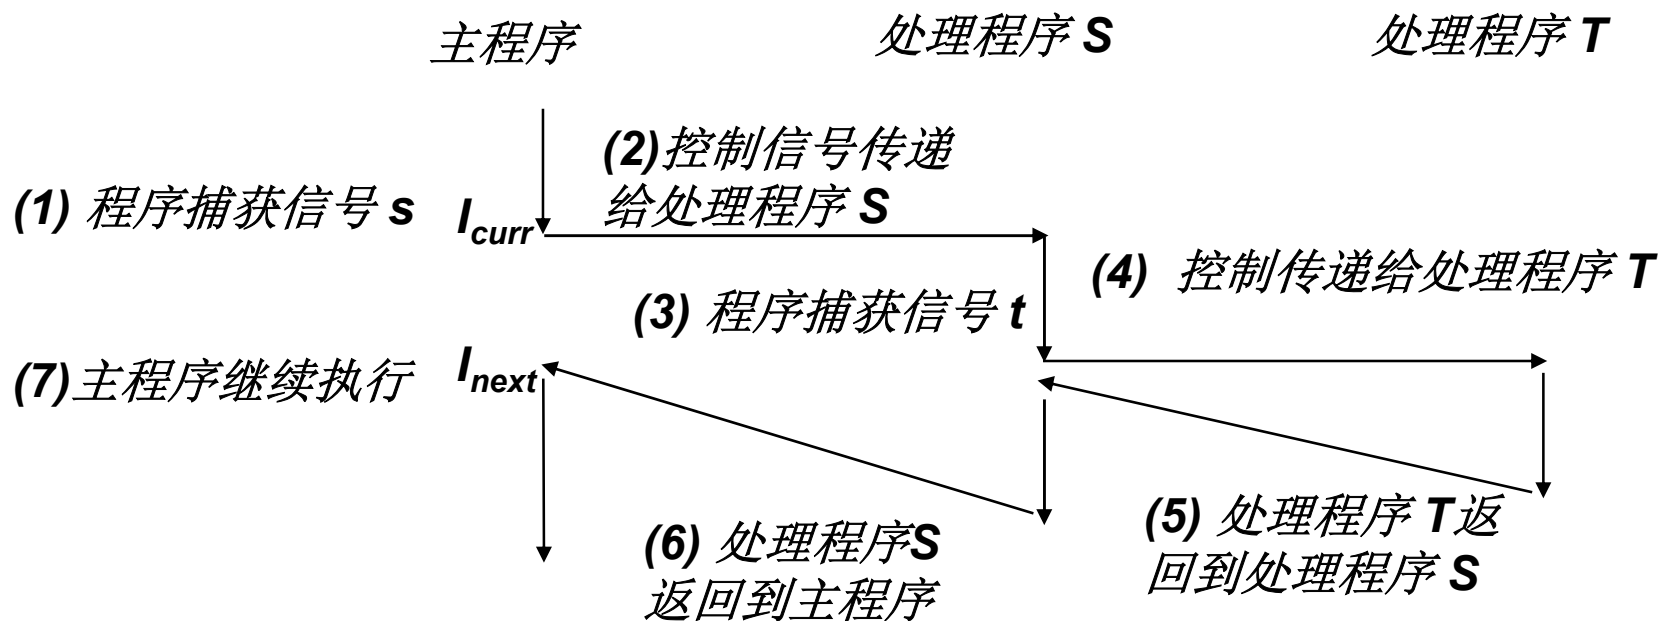 主程序
处理程序 S
处理程序 T
(1) 程序捕获信号 s
I_curr
(2)控制信号传递
给处理程序 S
(3) 程序捕获信号 t
(4) 控制传递给处理程序 T
(7)主程序继续执行
I_next
(5) 处理程序 T返
回到处理程序 S
(6) 处理程序S
返回到主程序